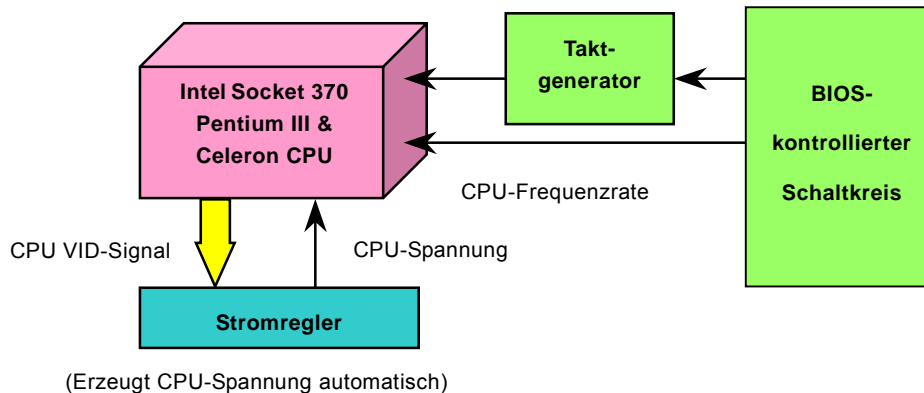 Intel Socket 370
Pentium III &
Celeron CPU
Takt-
generator
BIOS-
kontrollierter
Schaltkreis
CPU-Frequenzrate
CPU VID-Signal
CPU-Spannung
Stromregler
(Erzeugt CPU-Spannung automatisch)